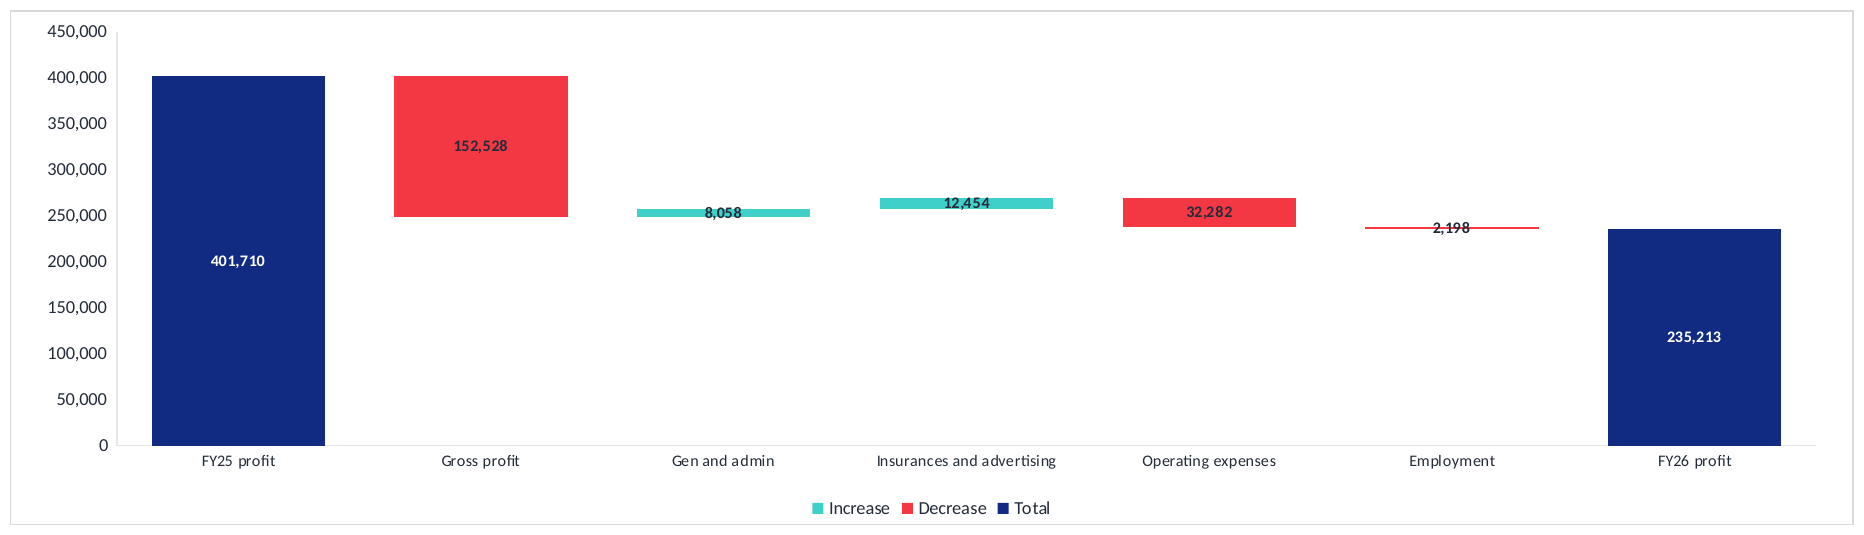 450,000
400,000
350,000
300,000
250,000
200,000
150,000
100,000
50,000
0
401,710
152,528
8,058
12,454
32,282
2,198
235,213
FY25 profit
Gross profit
Gen and admin
Insurances and advertising
Operating expenses
Employment
FY26 profit
Increase
Decrease
Total